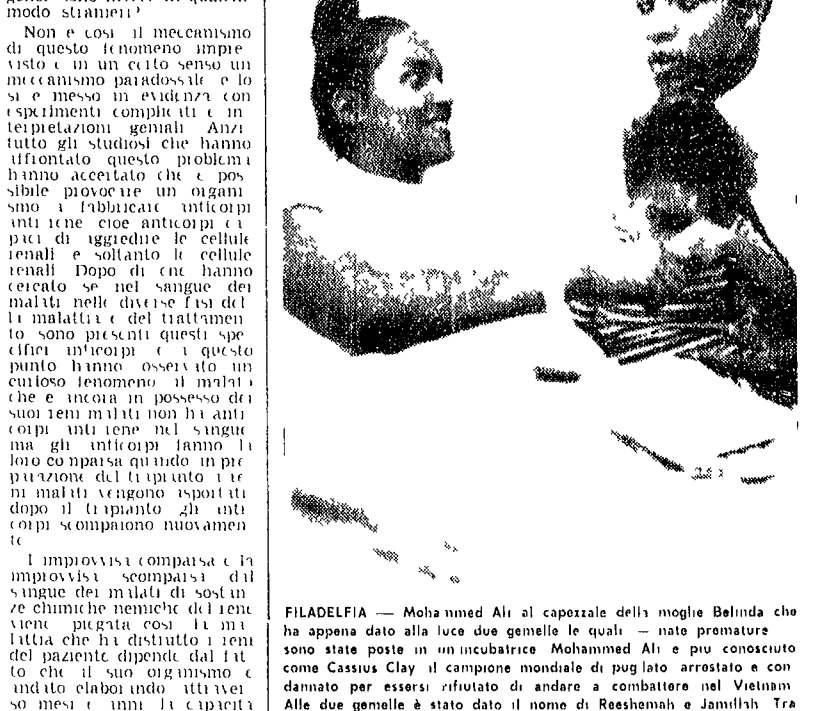 modo stranieri?
Non è così il meccanismo
di questo fenomeno impre
visto è in un certo senso un
meccanismo paradossale e lo
si è messo in evidenza con
esperimenti complicati e in
terpretazioni geniali Anzi
tutto gli studiosi che hanno
affrontato questo problema
hanno accertato che è pos
sibile provocare un organi
smo a fabbricare anticorpi
anti rene cioè anticorpi ca
paci di aggredire le cellule
renali e soltanto le cellule
renali Dopo di che hanno
cercato se nel sangue dei
malati nelle diverse fasi del
la malattia e del trattamen
to sono presenti questi spe
cifici anticorpi e a questo
punto hanno osservato un
curioso fenomeno il malato
che è ancora in possesso dei
suoi reni malati non ha anti
corpi anti rene nel sangue
ma gli anticorpi fanno la
loro comparsa quando in pre
parazione del trapianto i re
ni malati vengono asportati
dopo il trapianto gli anti
corpi scompaiono nuovamen
te
L improvvisa comparsa e la
improvvisa scomparsa dal
sangue dei malati di sostan
ze chimiche nemiche del rene
viene spiegata così la ma
lattia che ha distrutto i reni
del paziente dipende dal fat
to che il suo organismo è
andato elaborando attraver
so mesi e anni la capacità
FILADELFIA — Mohammed Ali al capezzale della moglie Belinda che
ha appena dato alla luce due gemelle le quali — nate premature
sono state poste in un incubatrice Mohammed Ali è più conosciuto
come Cassius Clay il campione mondiale di pugilato arrestato e con
dannato per essersi rifiutato di andare a combattere nel Vietnam
Alle due gemelle è stato dato il nome di Reeshemah e Jamillah Tra